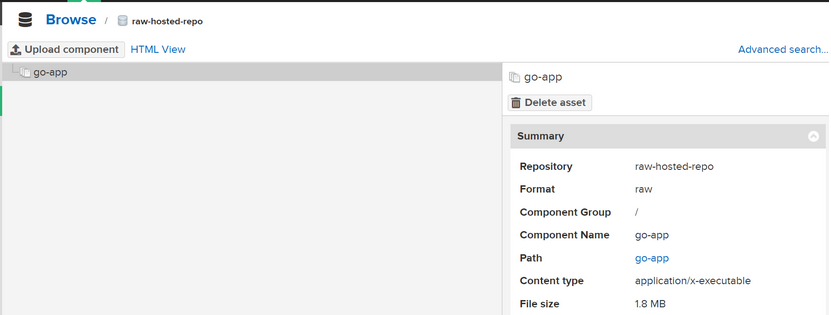 Browse / raw-hosted-repo
Upload component HTML View Advanced search...
go-app
go-app
Delete asset
Summary
Repository raw-hosted-repo
Format raw
Component Group /
Component Name go-app
Path go-app
Content type application/x-executable
File size 1.8 MB